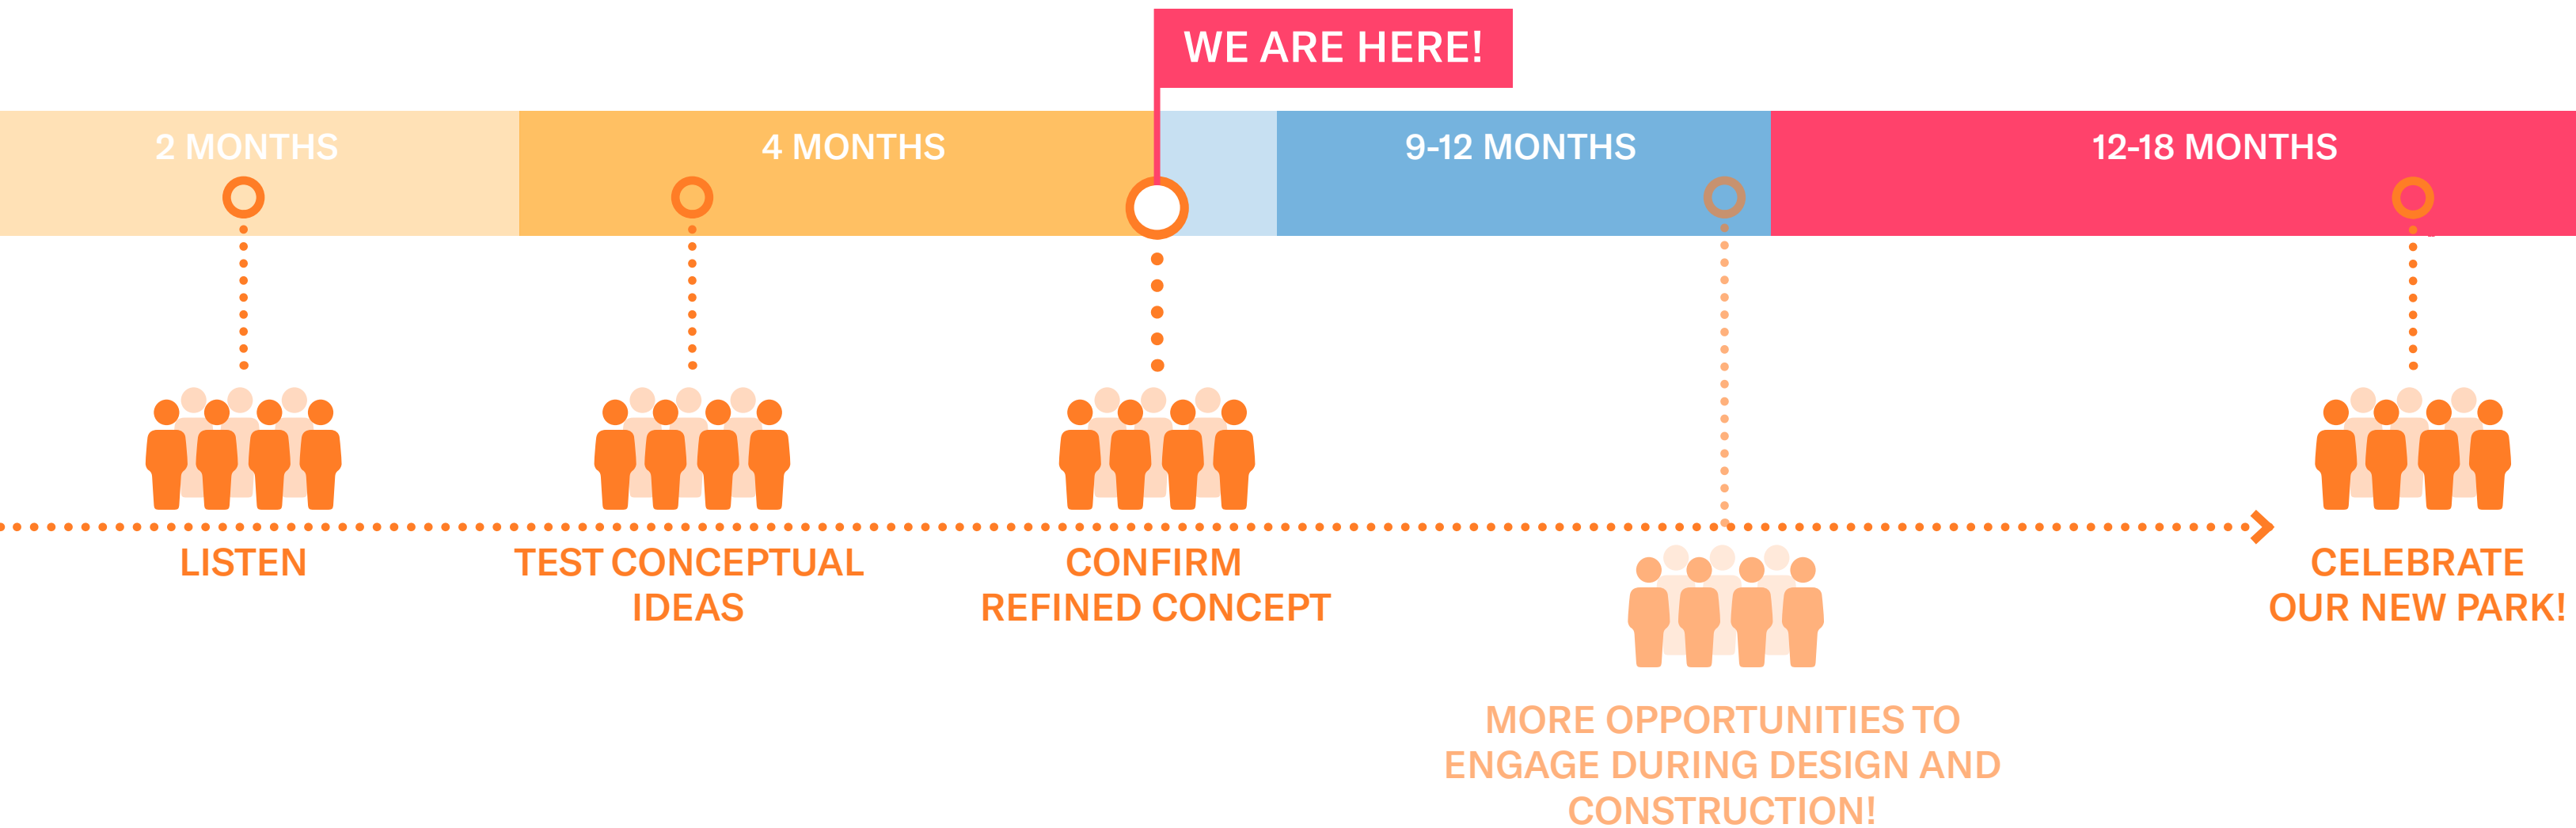 WE ARE HERE!
2 MONTHS
4 MONTHS
9-12 MONTHS
12-18 MONTHS
LISTEN
TEST CONCEPTUAL
IDEAS
CONFIRM
REFINED CONCEPT
MORE OPPORTUNITIES TO
ENGAGE DURING DESIGN AND
CONSTRUCTION!
CELEBRATE
OUR NEW PARK!